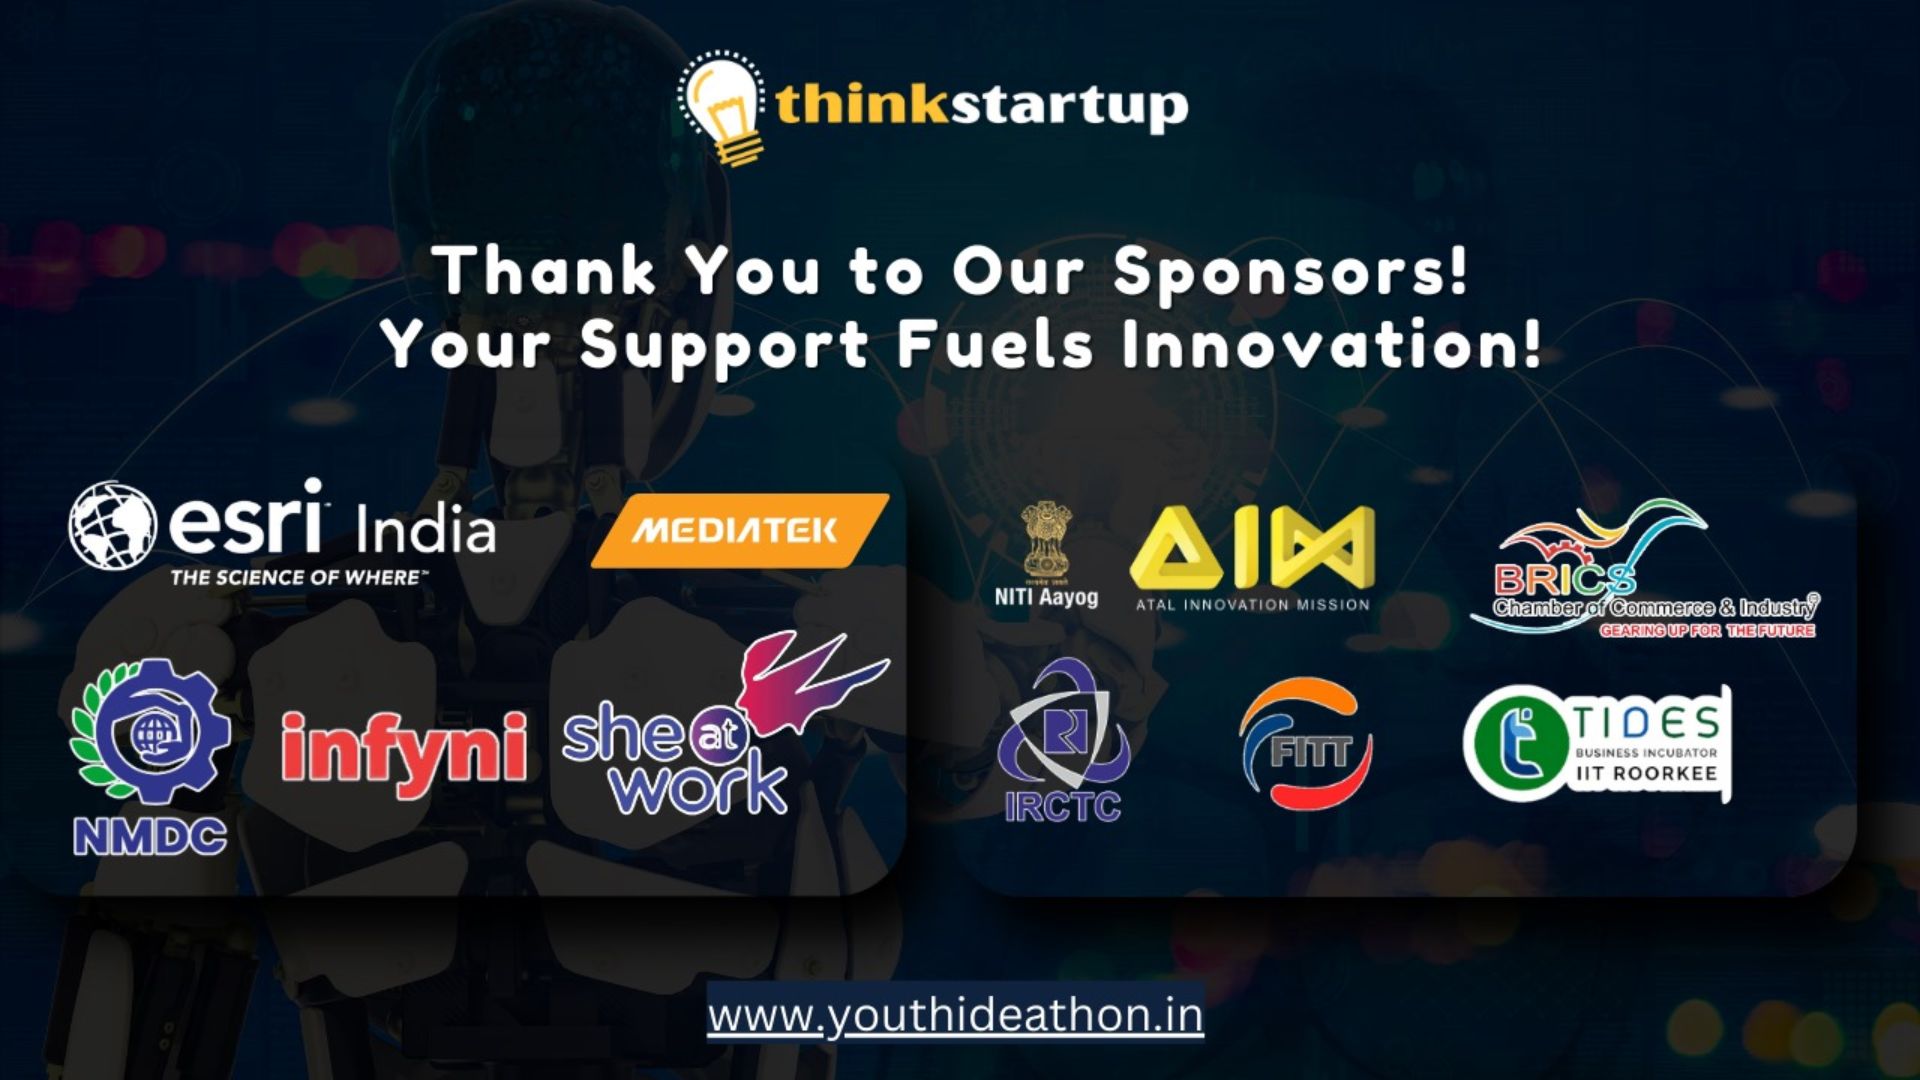 thinkstartup
Thank You to Our Sponsors!
Your Support Fuels Innovation!
esri India
THE SCIENCE OF WHERE™
MEDIATEK
NMDC
infyni
she at
work
NITI Aayog
AIM
ATAL INNOVATION MISSION
BRICS
Chamber of Commerce & Industry
GEARING UP FOR THE FUTURE
IRCTC
FITT
TIDES
BUSINESS INCUBATOR
IIT ROORKEE
www.youthideathon.in